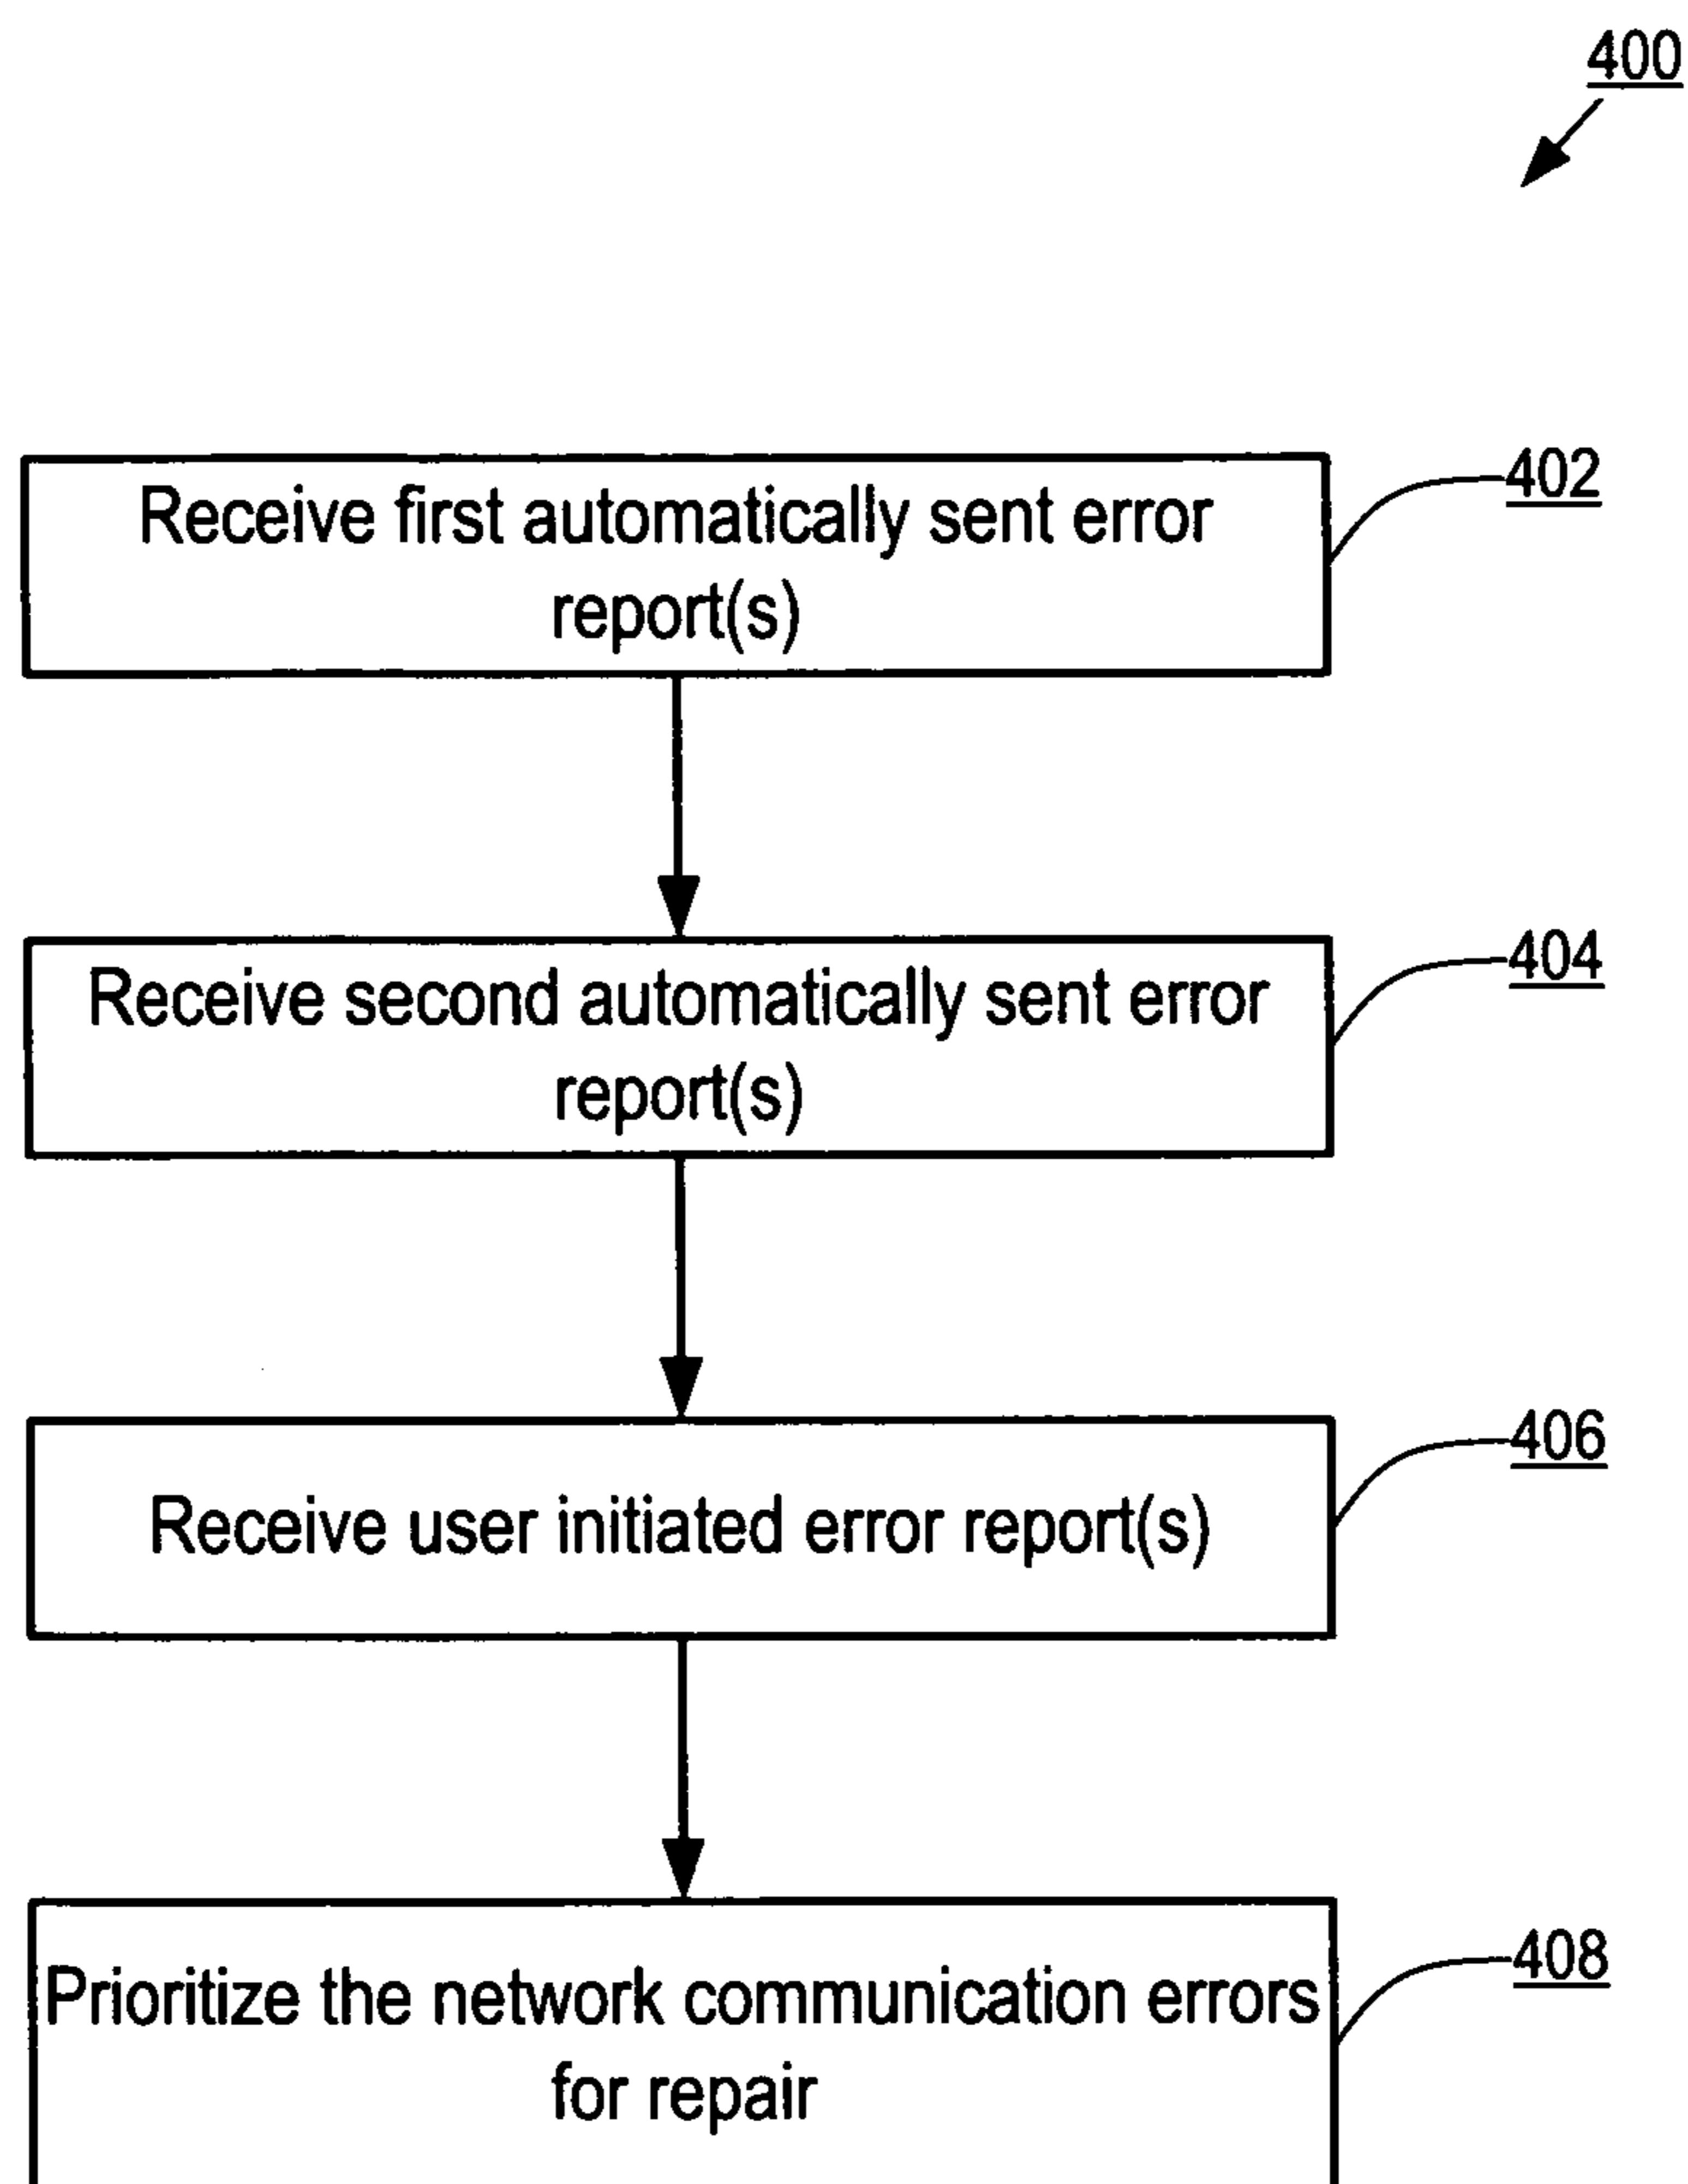 400
Receive first automatically sent error
report(s)
402
Receive second automatically sent error
report(s)
404
Receive user initiated error report(s)
406
Prioritize the network communication errors
for repair
408